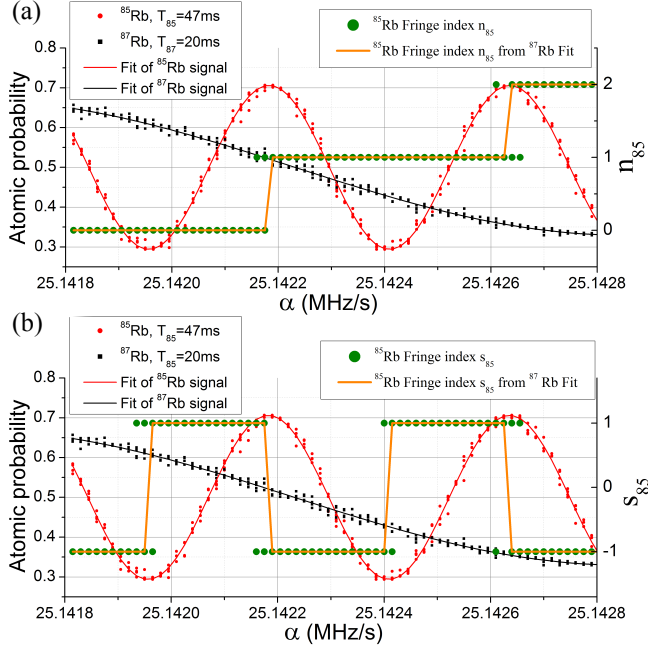 (a)
⁸⁵Rb, T₈₅=47ms
⁸⁷Rb, T₈₇=20ms
Fit of ⁸⁵Rb signal
Fit of ⁸⁷Rb signal
⁸⁵Rb Fringe index n₈₅
⁸⁵Rb Fringe index n₈₅ from ⁸⁷Rb Fit
Atomic probability
0.8
0.7
0.6
0.5
0.4
0.3
2
1
0
n₈₅
25.1418 25.1420 25.1422 25.1424 25.1426 25.1428
α (MHz/s)
(b)
⁸⁵Rb, T₈₅=47ms
⁸⁷Rb, T₈₅=20ms
Fit of ⁸⁵Rb signal
Fit of ⁸⁷Rb signal
⁸⁵Rb Fringe index s₈₅
⁸⁵Rb Fringe index s₈₅ from ⁸⁷ Rb Fit
Atomic probability
0.8
0.7
0.6
0.5
0.4
0.3
1
0
-1
s₈₅
25.1418 25.1420 25.1422 25.1424 25.1426 25.1428
α (MHz/s)